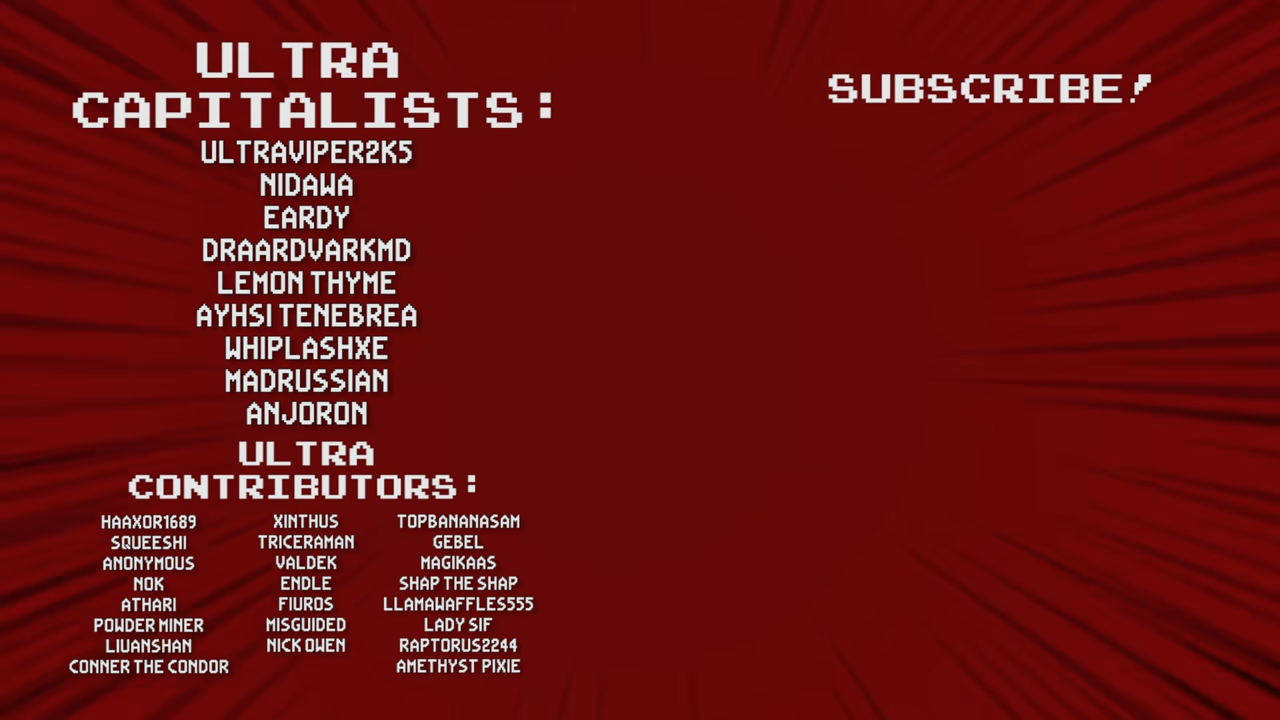 ULTRA
CAPITALISTS:
ULTRAVIPER2K5
NIDAWA
EARDY
DRAARDVARKMD
LEMON THYME
AYHSI TENEBREA
WHIPLASHXE
MADRUSSIAN
ANJORON
ULTRA
CONTRIBUTORS:
HAAXOR1689
SQUEESHI
ANONYMOUS
NOK
ATHARI
POWDER MINER
LIUANSHAN
CONNER THE CONDOR
XINTHUS
TRICERAMAN
VALDEK
ENDLE
FIUROS
MISGUIDED
NICK OWEN
TOPBANANASAM
GEBEL
MAGIKAAS
SHAP THE SHAP
LLAMAWAFFLES555
LADY SIF
RAPTORUS2244
AMETHYST PIXIE
SUBSCRIBE!